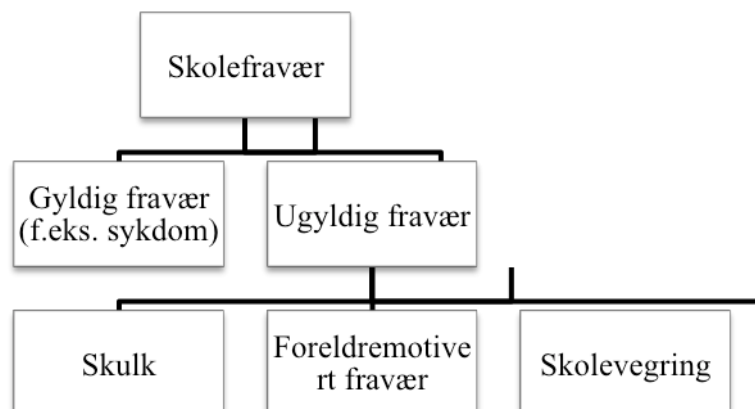 Skolefravær
Gyldig fravær
(f.eks. sykdom)
Ugyldig fravær
Skulk
Foreldremotive
rt fravær
Skolevegring